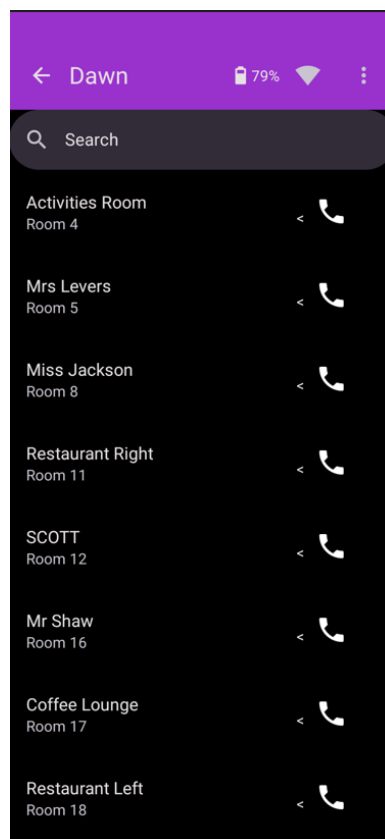 Dawn 79%
Search
Activities Room
Room 4
<
Mrs Levers
Room 5
<
Miss Jackson
Room 8
<
Restaurant Right
Room 11
<
SCOTT
Room 12
<
Mr Shaw
Room 16
<
Coffee Lounge
Room 17
<
Restaurant Left
Room 18
<